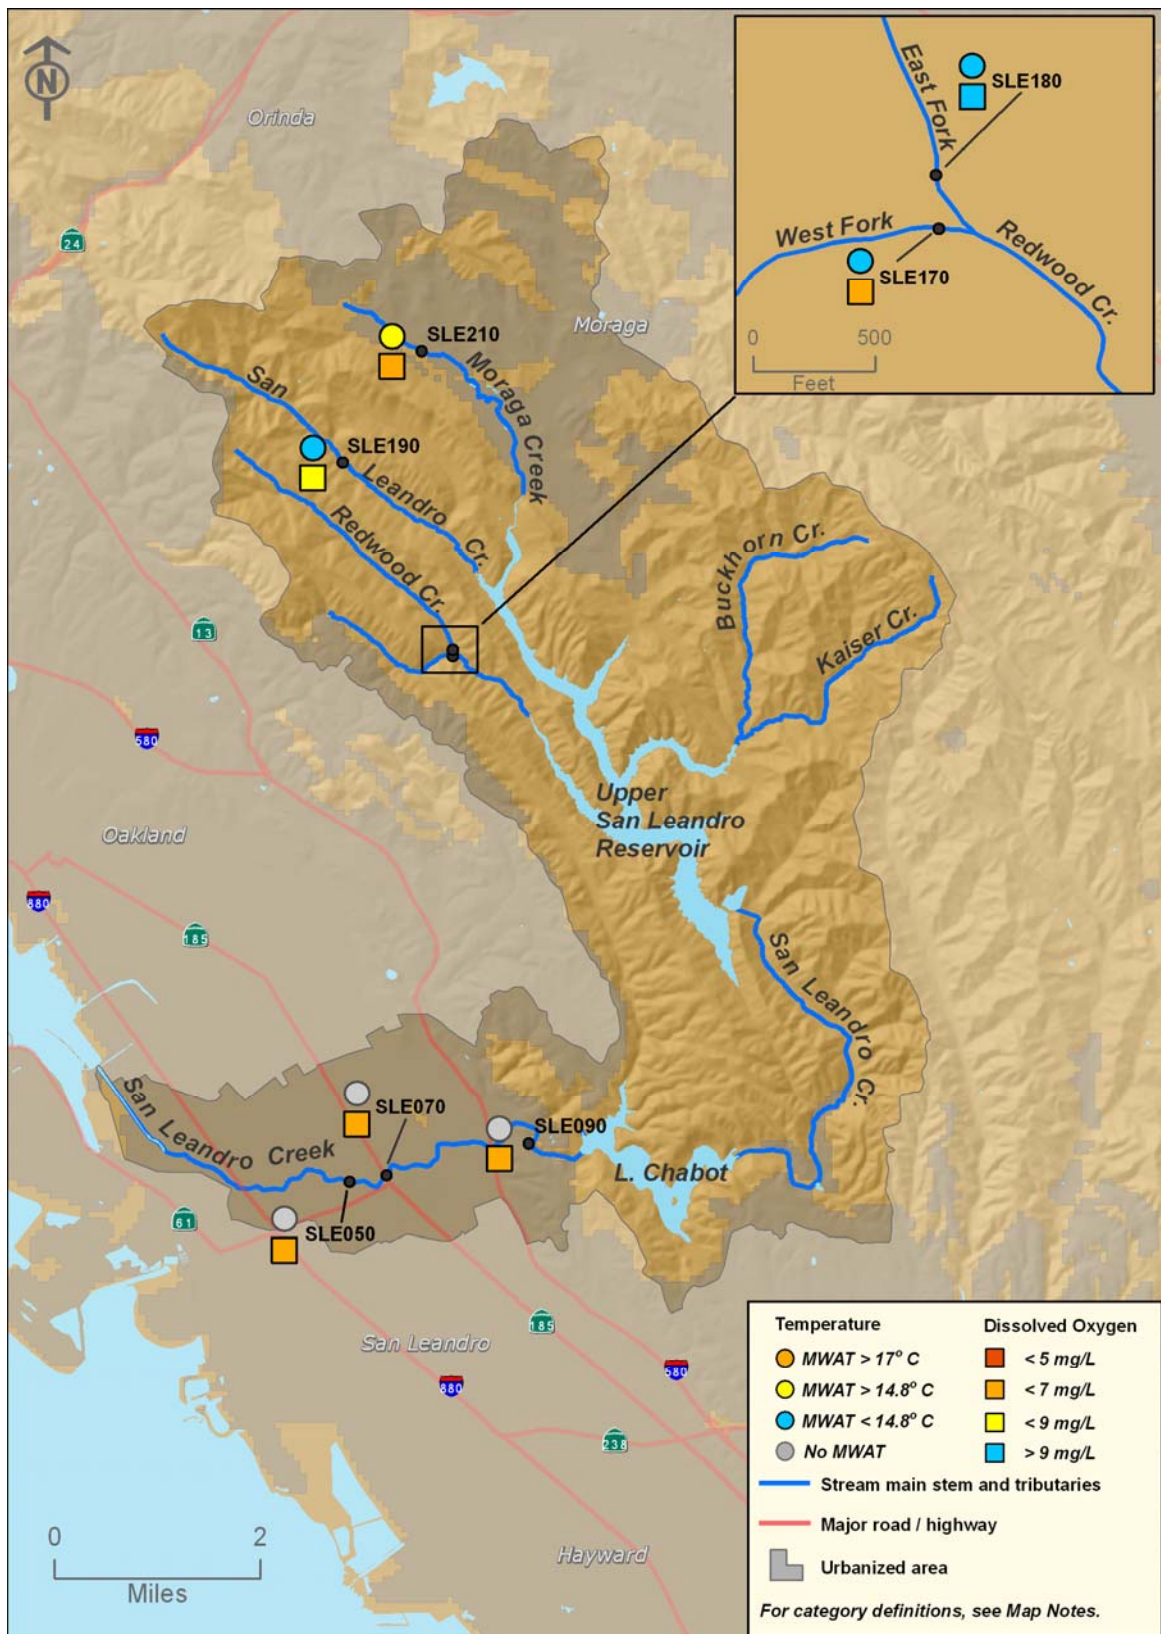 N
Orinda
24
Moraga
East Fork
SLE180
West Fork
SLE170
Redwood Cr.
0 500
Feet
SLE210
Moraga Creek
San Leandro Cr.
SLE190
Redwood Cr.
Buckhorn Cr.
Kaiser Cr.
13
580
Upper
San Leandro
Reservoir
Oakland
880
185
San Leandro Cr.
San Leandro Creek
SLE070
SLE090
L. Chabot
SLE050
61
San Leandro
185
580
880
238
Hayward
0 2
Miles
Temperature Dissolved Oxygen
MWAT > 17° C < 5 mg/L
MWAT > 14.8° C < 7 mg/L
MWAT < 14.8° C < 9 mg/L
No MWAT > 9 mg/L
Stream main stem and tributaries
Major road / highway
Urbanized area
For category definitions, see Map Notes.